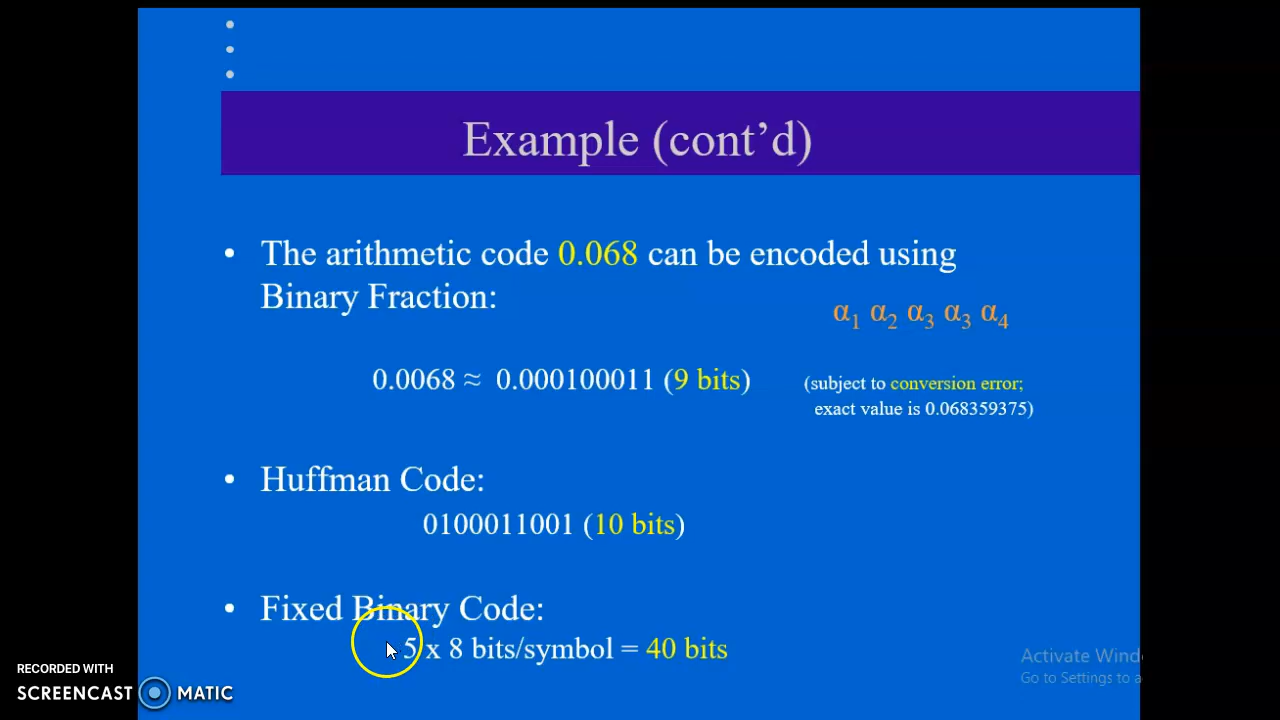 Example (cont’d)
• The arithmetic code 0.068 can be encoded using
Binary Fraction:
α1 α2 α3 α3 α4
0.0068 ≈ 0.000100011 (9 bits)
(subject to conversion error;
exact value is 0.068359375)
• Huffman Code:
0100011001 (10 bits)
• Fixed Binary Code:
5 x 8 bits/symbol = 40 bits
Activate Wind
Go to Settings to a
RECORDED WITH
SCREENCAST MATIC